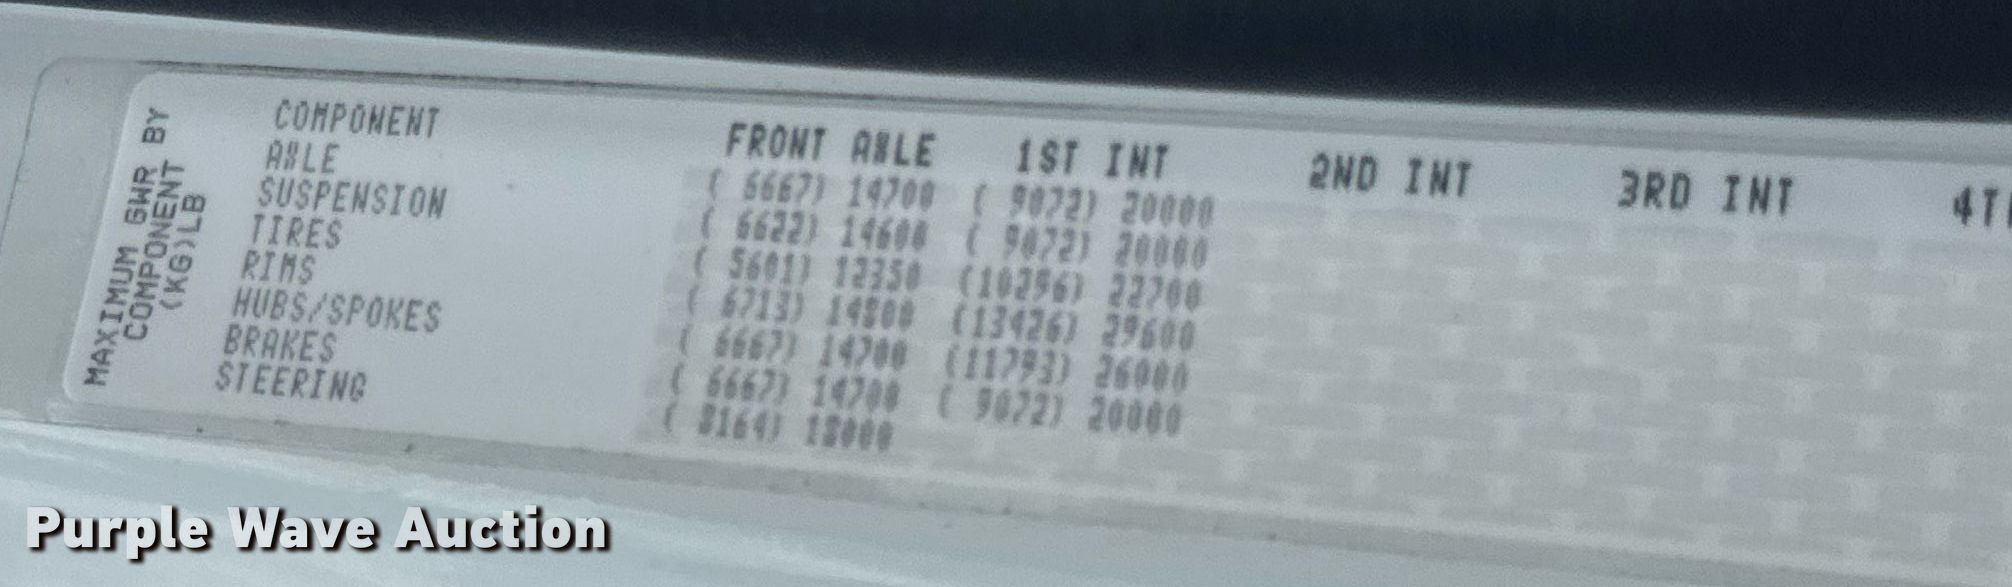 MAXIMUM GWR BY
COMPONENT
(KG)LB
COMPONENT FRONT AXLE 1ST INT 2ND INT 3RD INT 4T
AXLE ( 6667) 14700 ( 9072) 20000
SUSPENSION ( 6622) 14600 ( 9072) 20000
TIRES ( 5601) 12350 (10296) 22700
RIMS ( 6713) 14800 (13426) 29600
HUBS/SPOKES ( 6667) 14700 (11793) 26000
BRAKES ( 6667) 14700 ( 9072) 20000
STEERING ( 8164) 18000
Purple Wave Auction